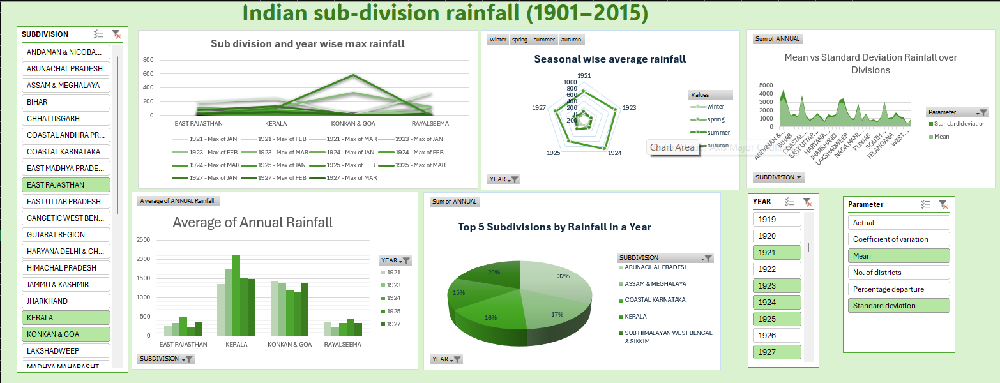 Indian sub-division rainfall (1901–2015)
SUBDIVISION
ANDAMAN & NICOBA...
ARUNACHAL PRADESH
ASSAM & MEGHALAYA
BIHAR
CHHATTISGARH
COASTAL ANDHRA PR...
COASTAL KARNATAKA
EAST MADHYA PRADE...
EAST RAJASTHAN
EAST UTTAR PRADESH
GANGETIC WEST BEN...
GUJARAT REGION
HARYANA DELHI & CH...
HIMACHAL PRADESH
JAMMU & KASHMIR
JHARKHAND
KERALA
KONKAN & GOA
LAKSHADWEEP
MADHYA MAHARASHT
Sub division and year wise max rainfall
800
600
400
200
0
EAST RAJASTHAN KERALA KONKAN & GOA RAYALSEEMA
1921 - Max of JAN 1921 - Max of FEB 1921 - Max of MAR 1923 - Max of JAN
1923 - Max of FEB 1923 - Max of MAR 1924 - Max of JAN 1924 - Max of FEB
1924 - Max of MAR 1925 - Max of JAN 1925 - Max of FEB 1925 - Max of MAR
1927 - Max of JAN 1927 - Max of FEB 1927 - Max of MAR
winter spring summer autumn
Seasonal wise average rainfall
1921
1000
800
600
400
200
0
-200
1927
1923
1925
1924
Values
winter
spring
summer
autumn
Chart Area
YEAR
Sum of ANNUAL
Mean vs Standard Deviation Rainfall over
Divisions
5000
4000
3000
2000
1000
0
ANDAMAN &...
BIHAR
COASTAL...
EAST UTTAR...
HARYANA...
JHARKHAND
LAKSHADWEEP
NAGA MANI...
PUNJAB
SOUTH...
TELANGANA
WEST...
Parameter
Standard deviation
Mean
SUBDIVISION
Average of ANNUAL Rainfall
Average of Annual Rainfall
2500
2000
1500
1000
500
0
EAST RAJASTHAN KERALA KONKAN & GOA RAYALSEEMA
YEAR
1921
1923
1924
1925
1927
SUBDIVISION
Sum of ANNUAL
Top 5 Subdivisions by Rainfall in a Year
20%
32%
15%
16%
17%
SUBDIVISION
ARUNACHAL PRADESH
ASSAM & MEGHALAYA
COASTAL KARNATAKA
KERALA
SUB HIMALAYAN WEST BENGAL
& SIKKIM
YEAR
YEAR
1919
1920
1921
1922
1923
1924
1925
1926
1927
Parameter
Actual
Coefficient of variation
Mean
No. of districts
Percentage departure
Standard deviation